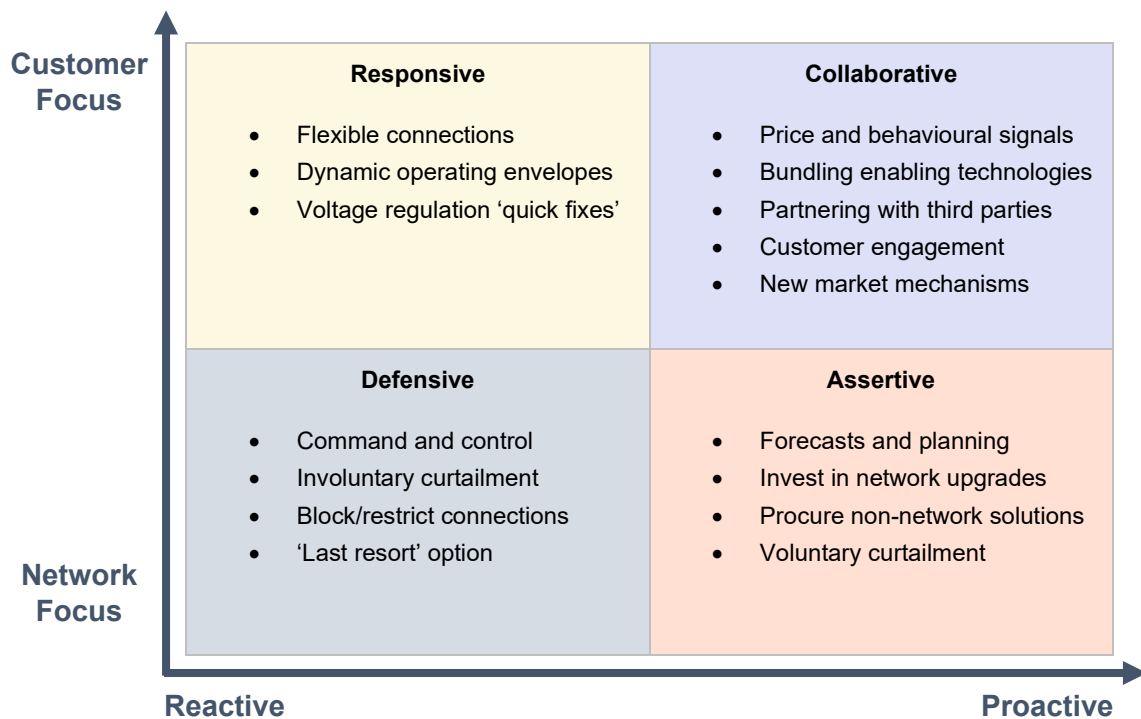 Customer
Focus
Responsive
• Flexible connections
• Dynamic operating envelopes
• Voltage regulation ‘quick fixes’
Collaborative
• Price and behavioural signals
• Bundling enabling technologies
• Partnering with third parties
• Customer engagement
• New market mechanisms
Defensive
• Command and control
• Involuntary curtailment
• Block/restrict connections
• ‘Last resort’ option
Assertive
• Forecasts and planning
• Invest in network upgrades
• Procure non-network solutions
• Voluntary curtailment
Network
Focus
Reactive
Proactive